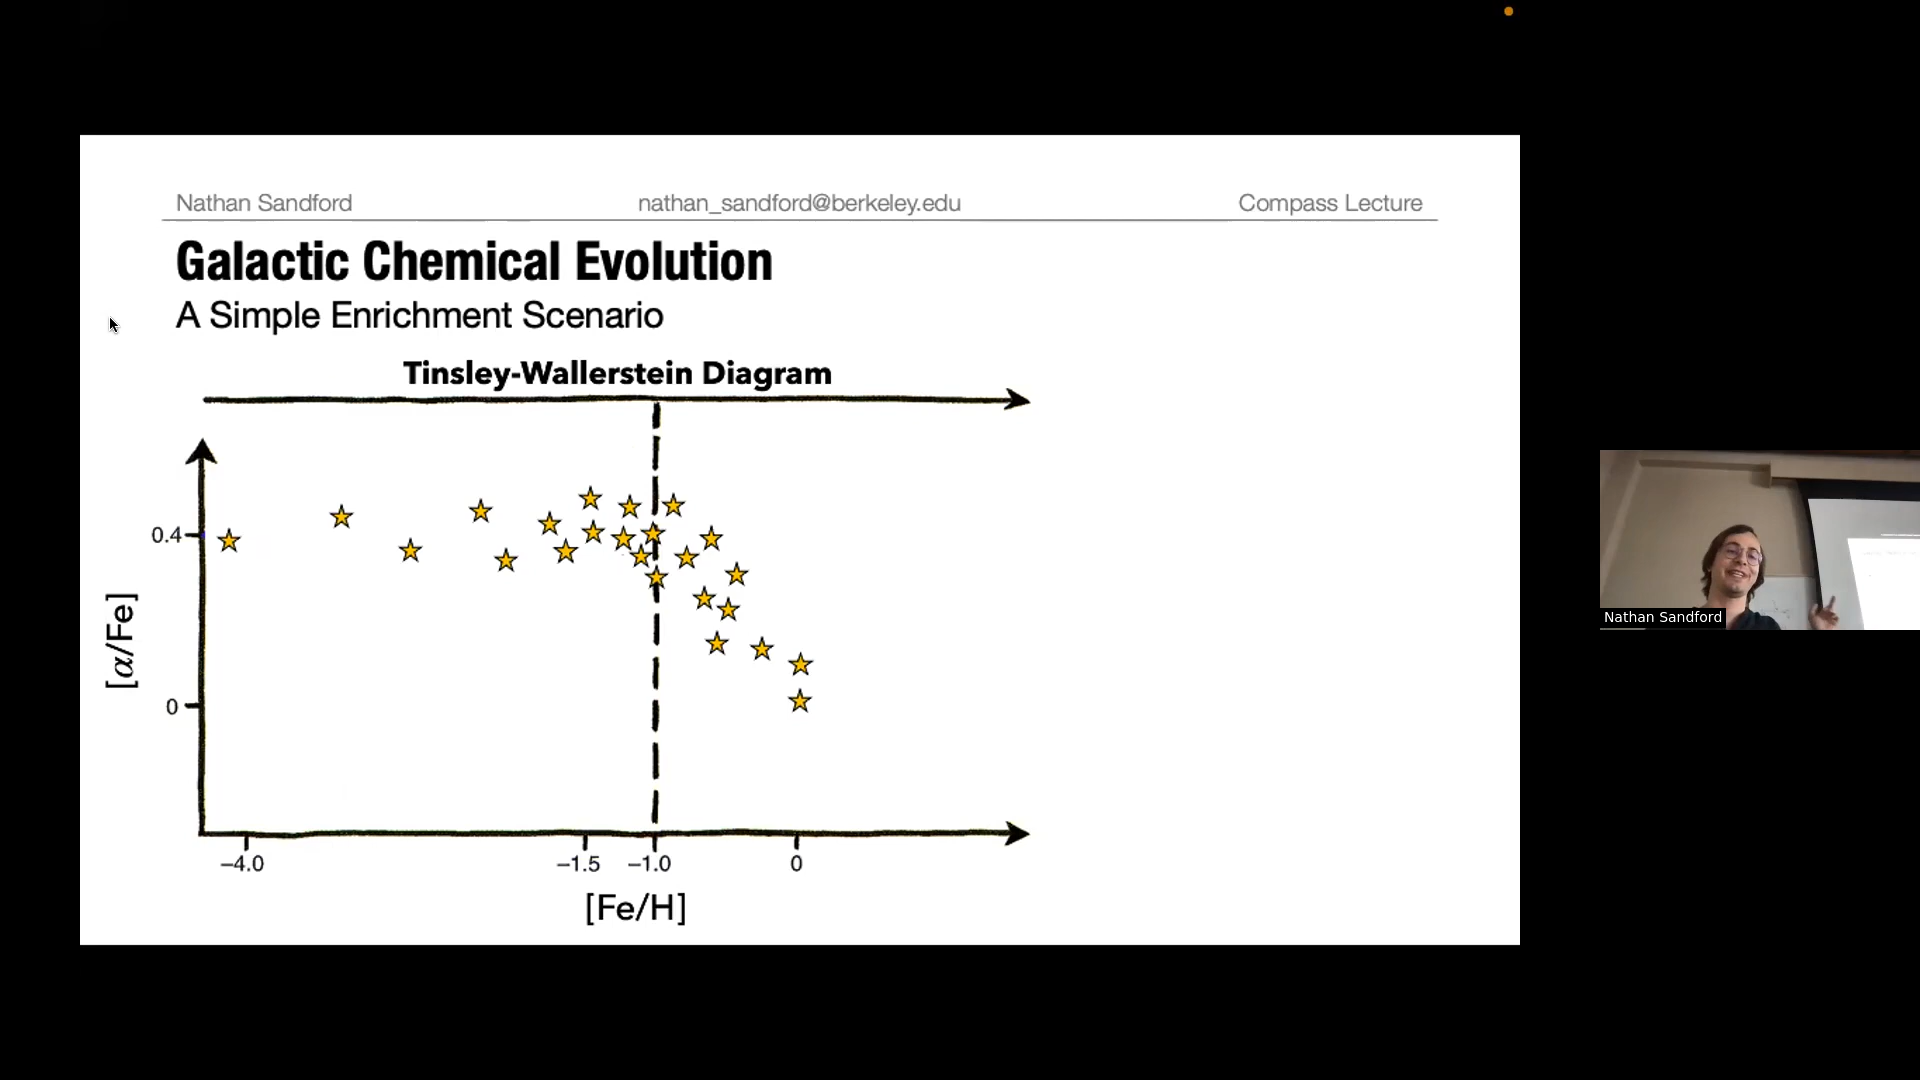 Nathan Sandford nathan_sandford@berkeley.edu Compass Lecture
Galactic Chemical Evolution
A Simple Enrichment Scenario
Tinsley-Wallerstein Diagram
0.4
[α/Fe]
0
−4.0 −1.5 −1.0 0
[Fe/H]
Nathan Sandford